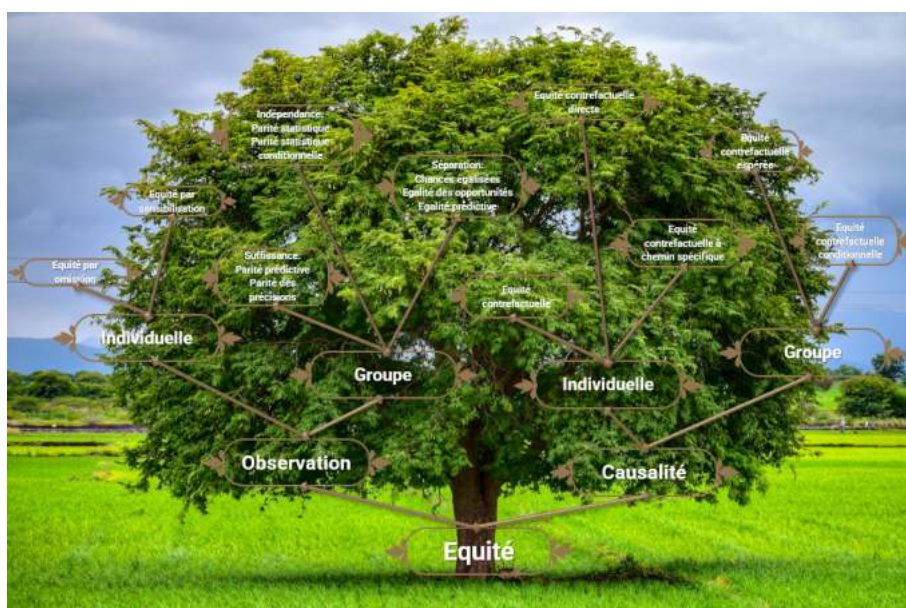 Equité contrefactuelle
directe
Indépendance:
Parité statistique
Parité statistique
conditionnelle
Equité
contrefactuelle
espérée
Séparation:
Chances égalisées
Egalité des opportunités
Egalité prédictive
Equité par
sensibilisation
Equité
contrefactuelle à
chemin spécifique
Equité
contrefactuelle
conditionnelle
Suffisance:
Parité prédictive
Parité des
précisions
Equité par
omission
Equité
contrefactuelle
Individuelle
Groupe
Individuelle
Groupe
Observation
Causalité
Equité